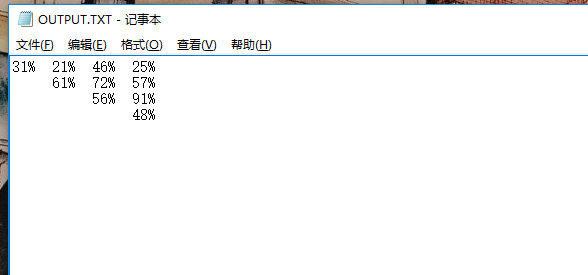 OUTPUT.TXT - 记事本
文件(F) 编辑(E) 格式(O) 查看(V) 帮助(H)
31% 21% 46% 25%
61% 72% 57%
56% 91%
48%